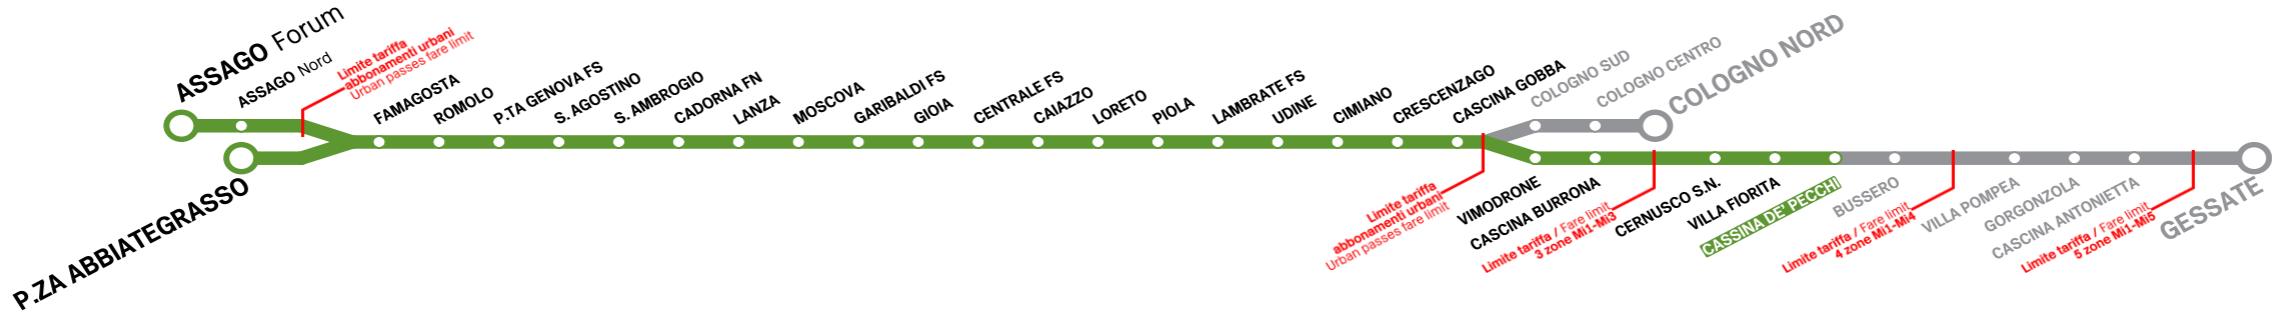 ASSAGO Forum
ASSAGO Nord
Limite tariffa
abbonamenti urbani
Urban passes fare limit
P.ZA ABBIATEGRASSO
FAMAGOSTA
ROMOLO
P.TA GENOVA FS
S. AGOSTINO
S. AMBROGIO
CADORNA FN
LANZA
MOSCOVA
GARIBALDI FS
GIOIA
CENTRALE FS
CAIAZZO
LORETO
PIOLA
LAMBRATE FS
UDINE
CIMIANO
CRESCENZAGO
CASCINA GOBBA
COLOGNO SUD
COLOGNO CENTRO
COLOGNO NORD
Limite tariffa
abbonamenti urbani
Urban passes fare limit
VIMODRONE
CASCINA BURRONA
Limite tariffa / Fare limit
3 zone Mi1-Mi3
CERNUSCO S.N.
VILLA FIORITA
CASSINA DE' PECCHI
BUSSERO
Limite tariffa / Fare limit
4 zone Mi1-Mi4
VILLA POMPEA
GORGONZOLA
CASCINA ANTONIETTA
Limite tariffa / Fare limit
5 zone Mi1-Mi5
GESSATE